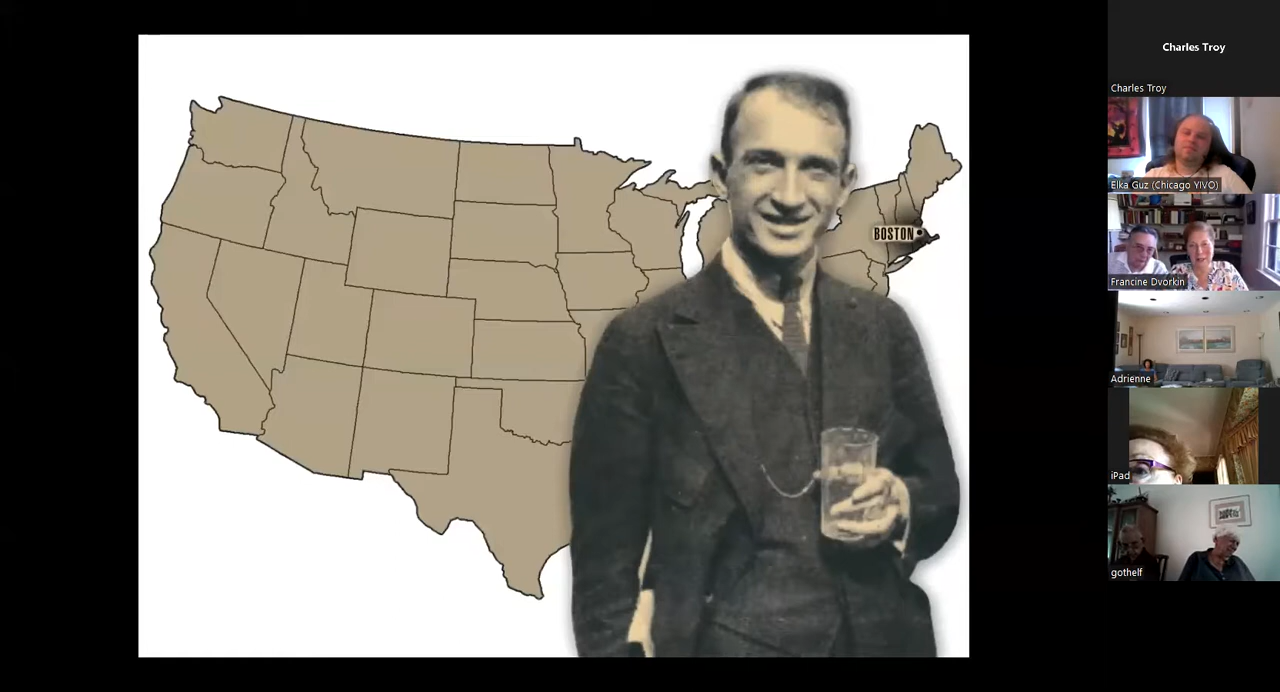 Charles Troy
Charles Troy
Elka Guz (Chicago YIVO)
Francine Dvorkin
BOSTON
Adrienne
iPad
gothelf